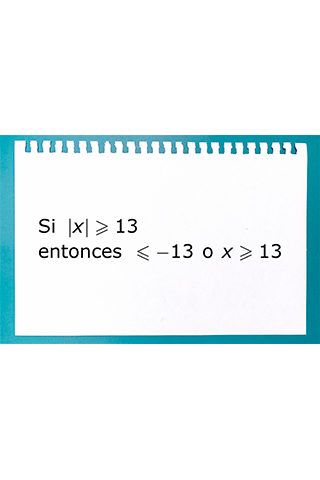 Si |x| ⩾ 13
entonces ⩽ −13 o x ⩾ 13